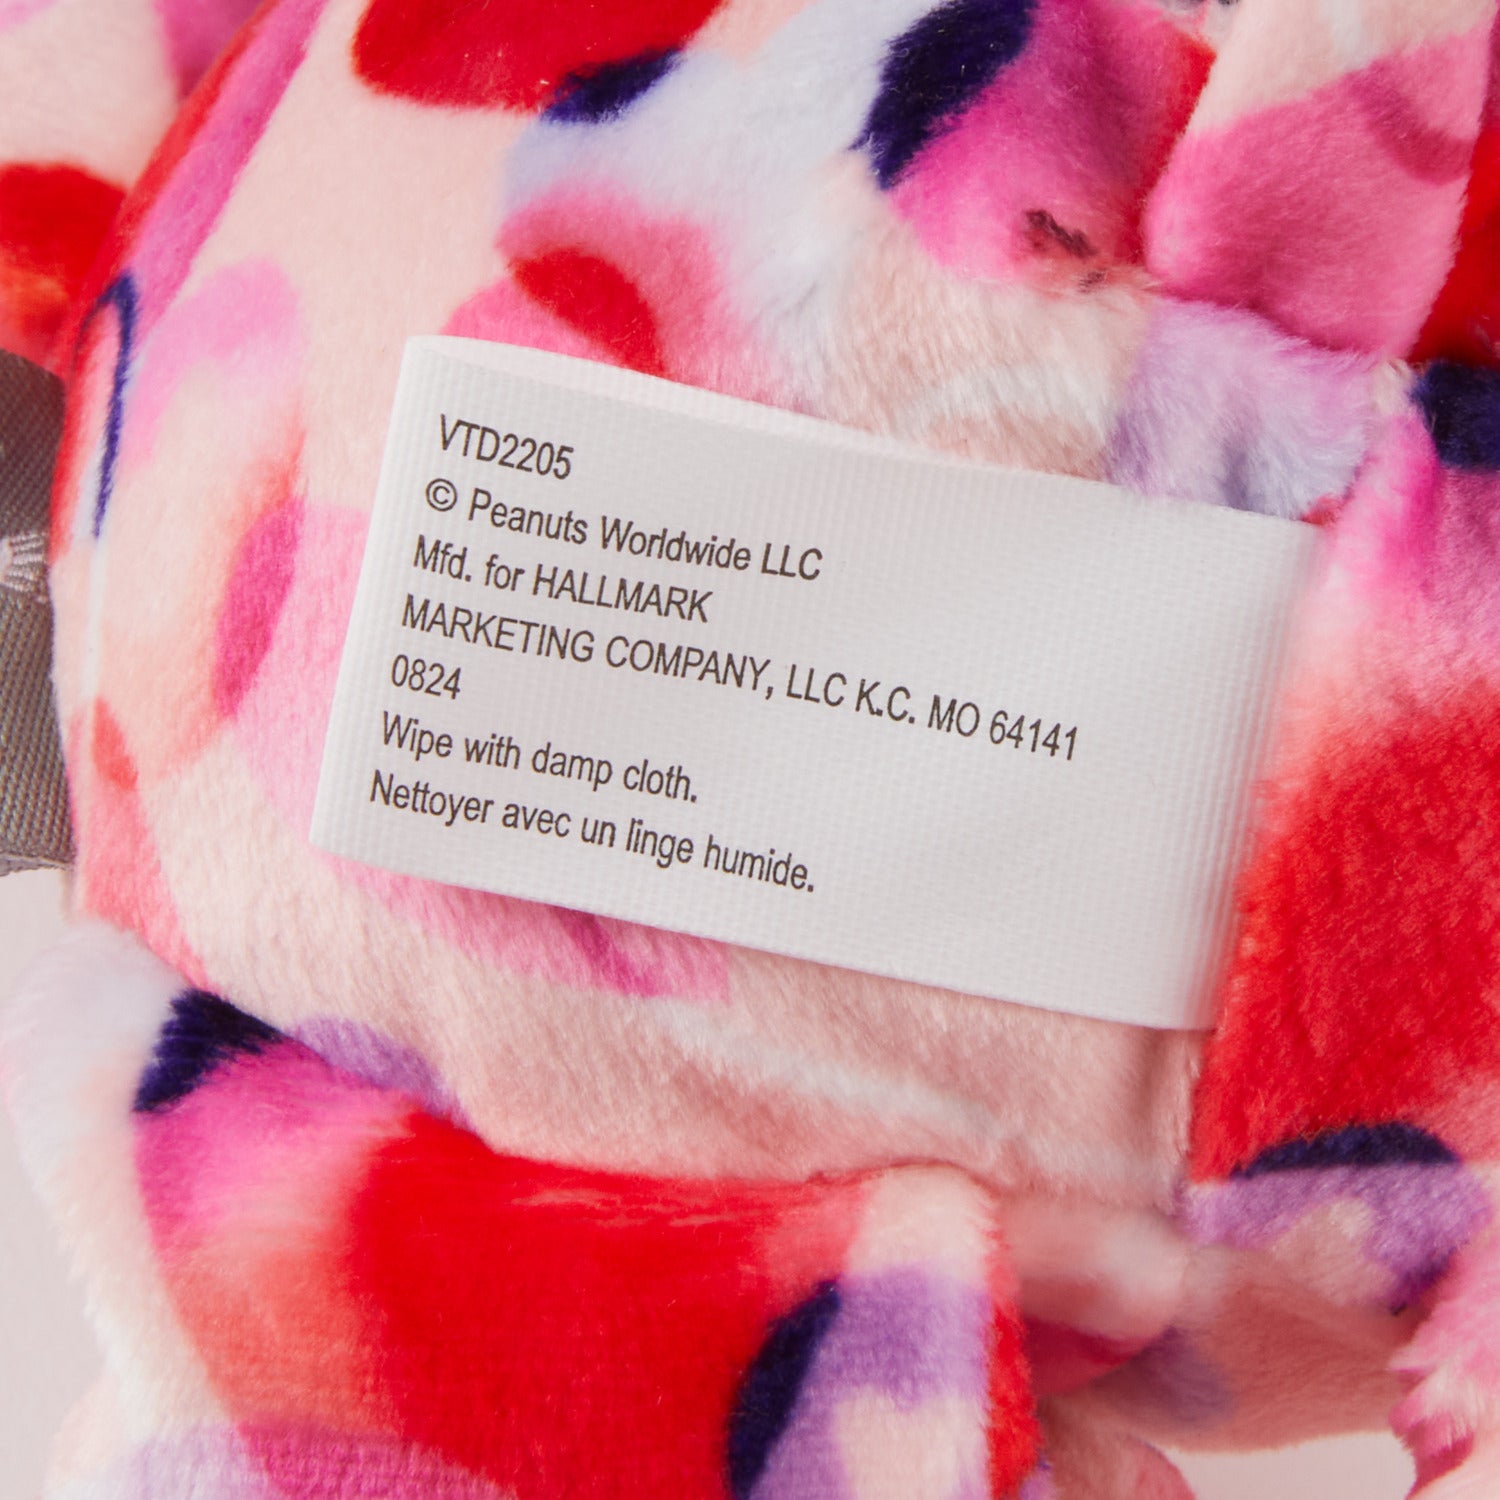 VTD2205
© Peanuts Worldwide LLC
Mfd. for HALLMARK
MARKETING COMPANY, LLC K.C. MO 64141
0824
Wipe with damp cloth.
Nettoyer avec un linge humide.